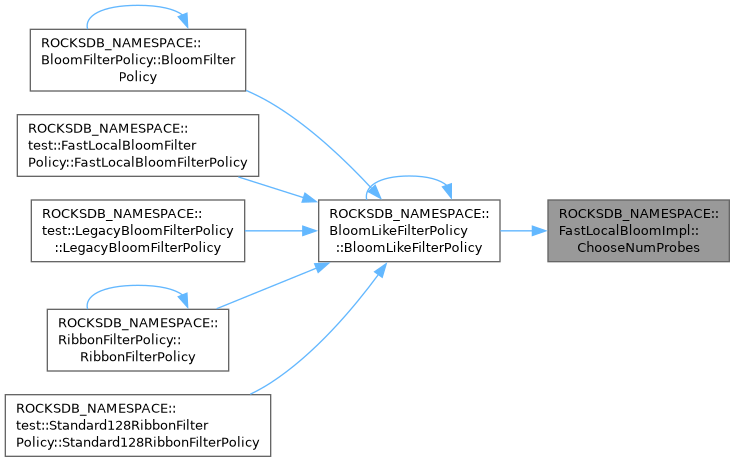 ROCKSDB_NAMESPACE::
BloomFilterPolicy::BloomFilter
Policy
ROCKSDB_NAMESPACE::
test::FastLocalBloomFilter
Policy::FastLocalBloomFilterPolicy
ROCKSDB_NAMESPACE::
test::LegacyBloomFilterPolicy
::LegacyBloomFilterPolicy
ROCKSDB_NAMESPACE::
RibbonFilterPolicy::
RibbonFilterPolicy
ROCKSDB_NAMESPACE::
test::Standard128RibbonFilter
Policy::Standard128RibbonFilterPolicy
ROCKSDB_NAMESPACE::
BloomLikeFilterPolicy
::BloomLikeFilterPolicy
ROCKSDB_NAMESPACE::
FastLocalBloomImpl::
ChooseNumProbes